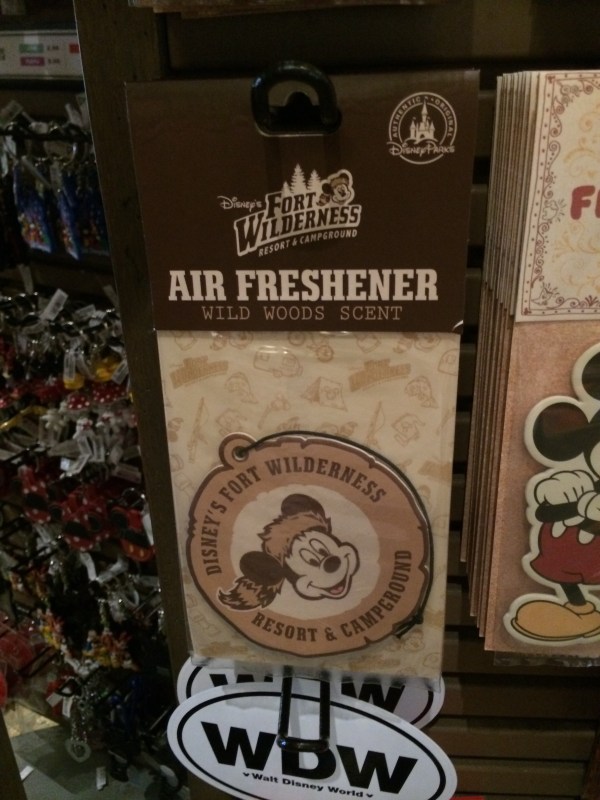 AUTHENTIC ORIGINAL
Disney Parks
Disney's
FORT
WILDERNESS
RESORT & CAMPGROUND
AIR FRESHENER
WILD WOODS SCENT
DISNEY'S FORT WILDERNESS
RESORT & CAMPGROUND
WDW
WDW
Walt Disney World